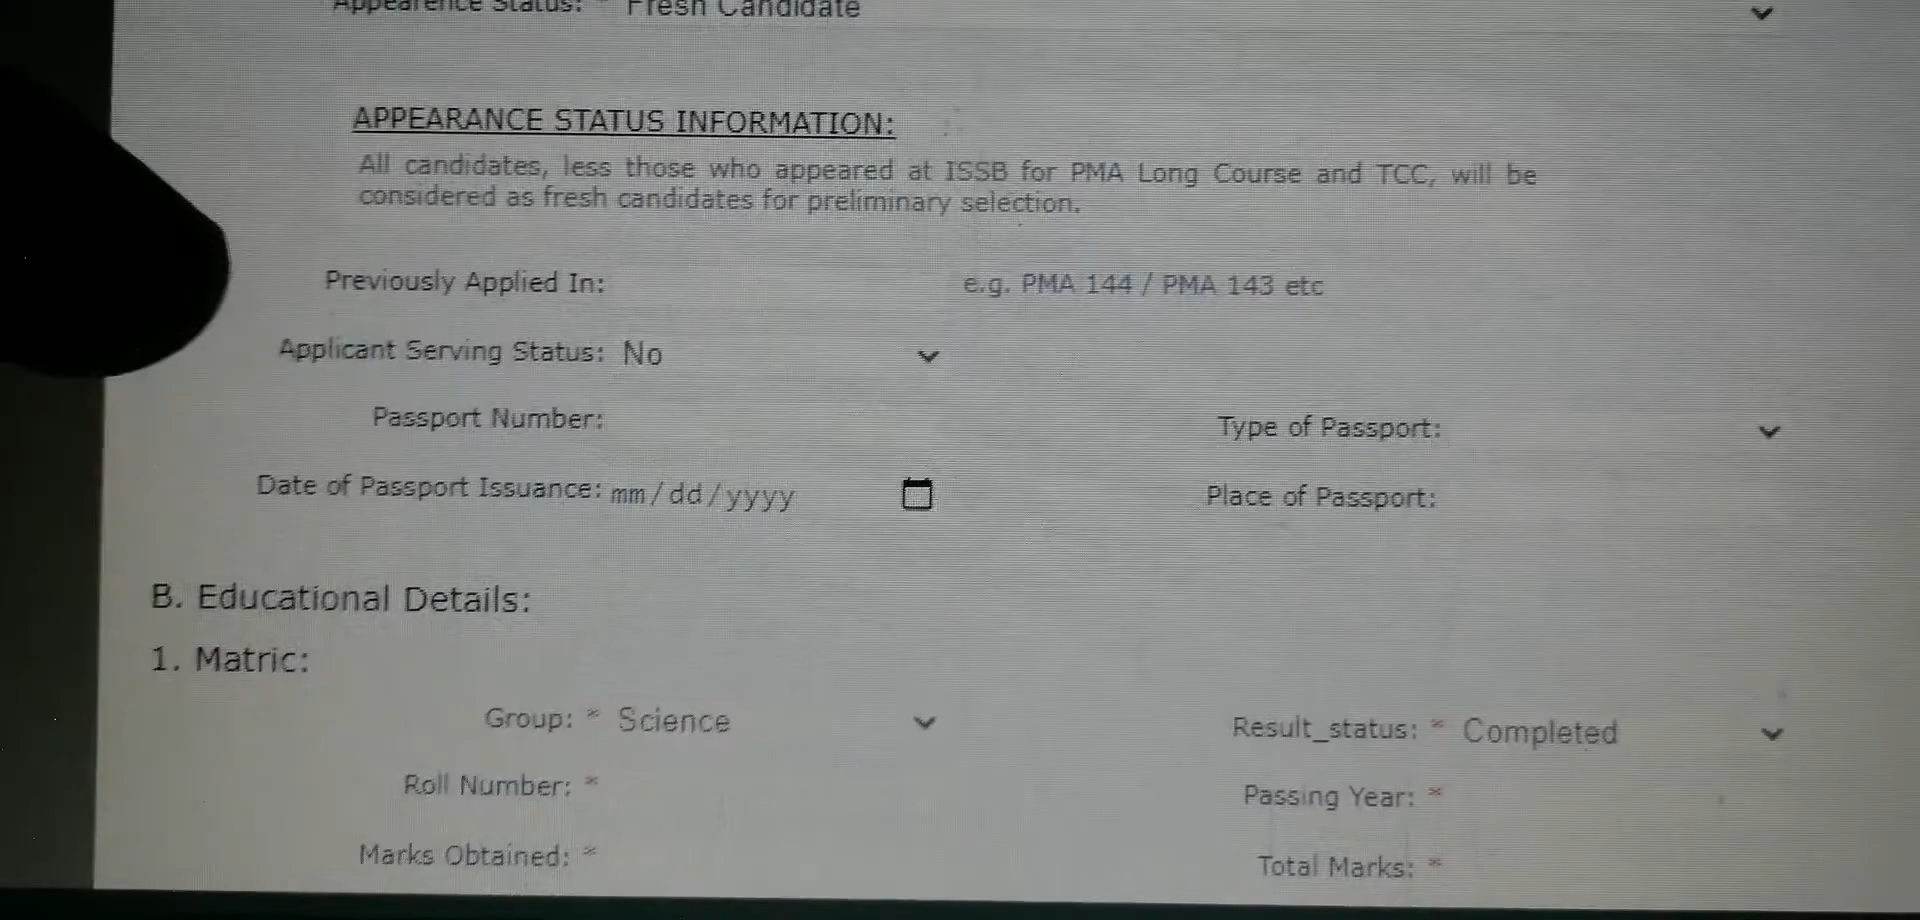 Appearence Status: * Fresh Candidate
APPEARANCE STATUS INFORMATION:
All candidates, less those who appeared at ISSB for PMA Long Course and TCC, will be
considered as fresh candidates for preliminary selection.
Previously Applied In: e.g. PMA 144 / PMA 143 etc
Applicant Serving Status: No
Passport Number: Type of Passport:
Date of Passport Issuance: mm/dd/yyyy Place of Passport:
B. Educational Details:
1. Matric:
Group: * Science Result_status: * Completed
Roll Number: * Passing Year: *
Marks Obtained: * Total Marks: *